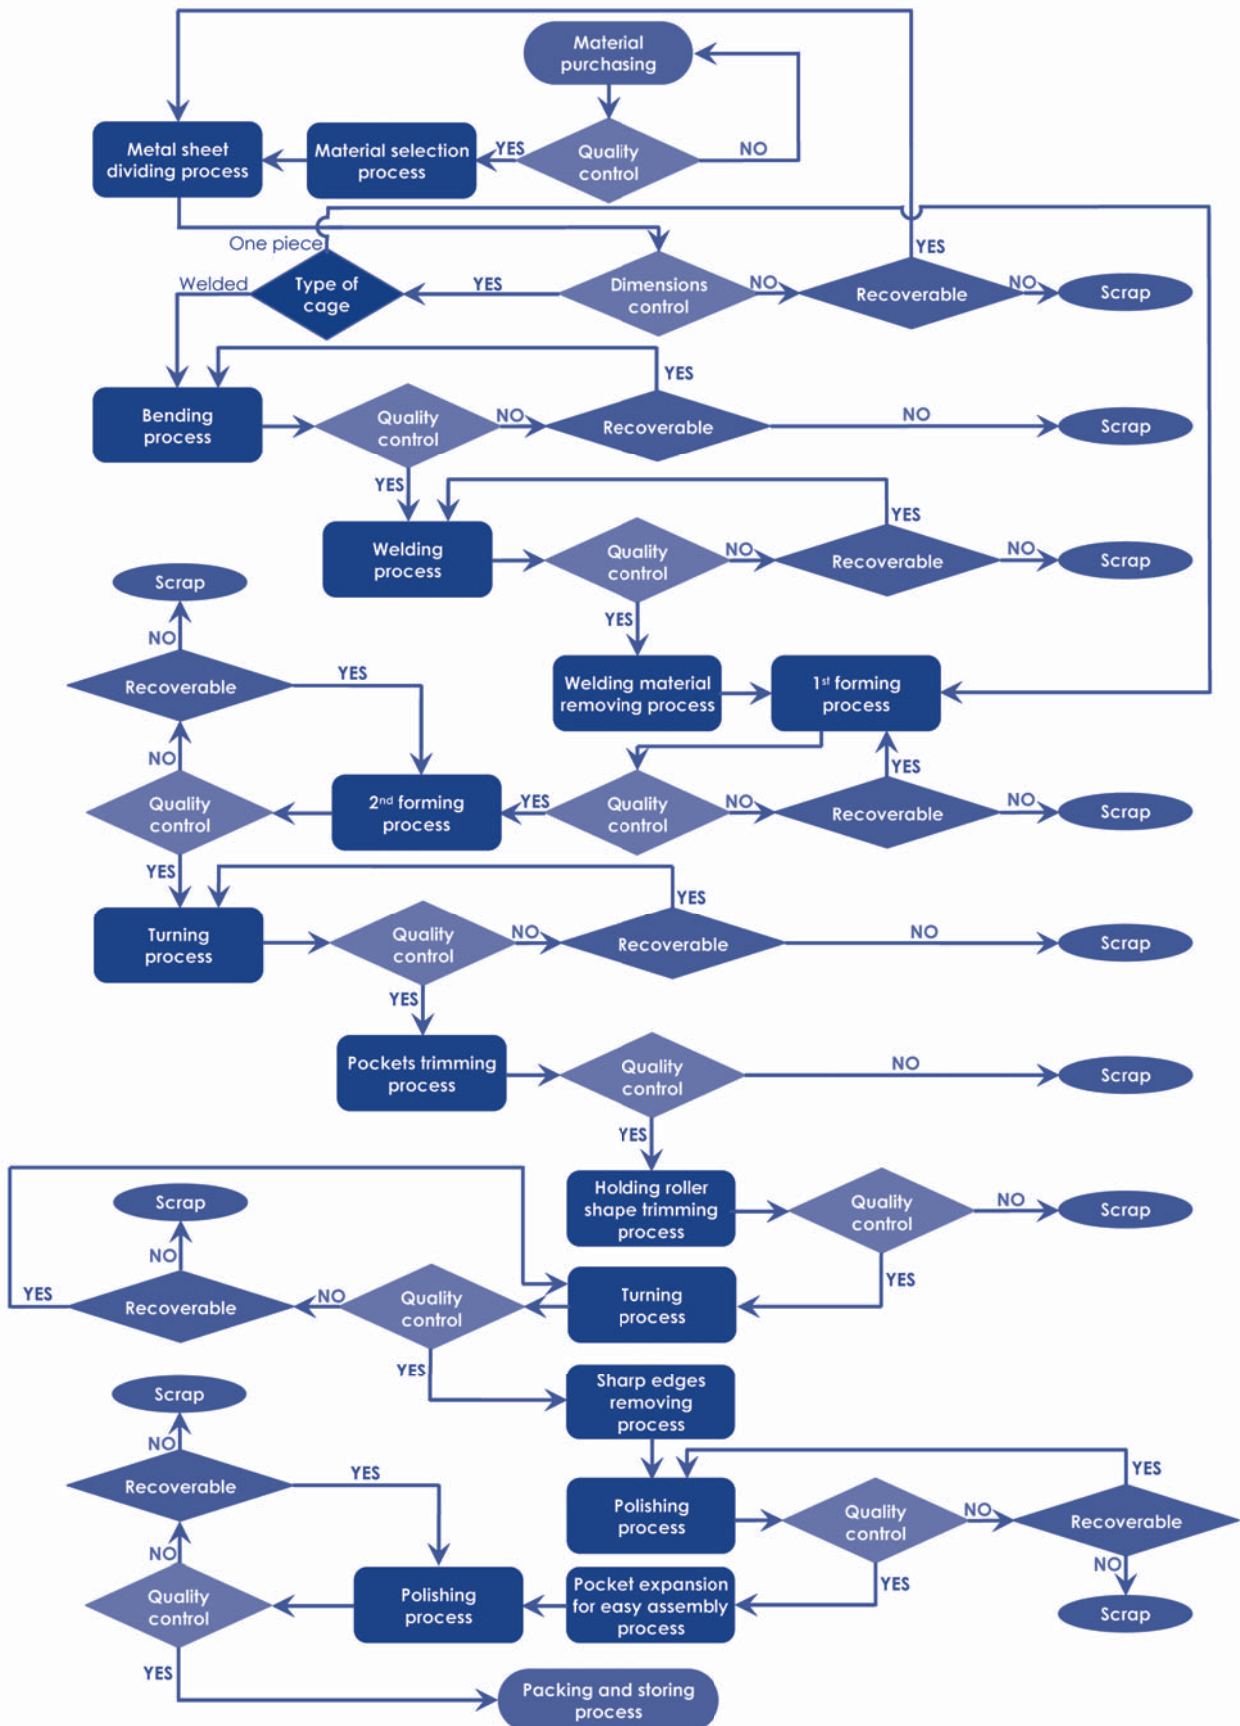 Material
purchasing
Metal sheet
dividing process
Material selection
process
YES
Quality
control
NO
One piece
YES
Welded
Type of
cage
YES
Dimensions
control
NO
Recoverable
NO
Scrap
YES
Bending
process
Quality
control
NO
Recoverable
NO
Scrap
YES
YES
Welding
process
Quality
control
NO
Recoverable
NO
Scrap
Scrap
NO
YES
Recoverable
YES
Welding material
removing process
1st forming
process
NO
YES
Quality
control
2nd forming
process
YES
Quality
control
NO
Recoverable
NO
Scrap
YES
YES
Turning
process
Quality
control
NO
Recoverable
NO
Scrap
YES
Pockets trimming
process
Quality
control
NO
Scrap
YES
Scrap
Holding roller
shape trimming
process
Quality
control
NO
Scrap
NO
YES
YES
Recoverable
NO
Quality
control
Turning
process
YES
Scrap
Sharp edges
removing
process
NO
Recoverable
YES
YES
Polishing
process
Quality
control
NO
Recoverable
NO
NO
YES
Quality
control
Polishing
process
Pocket expansion
for easy assembly
process
Scrap
YES
Packing and storing
process